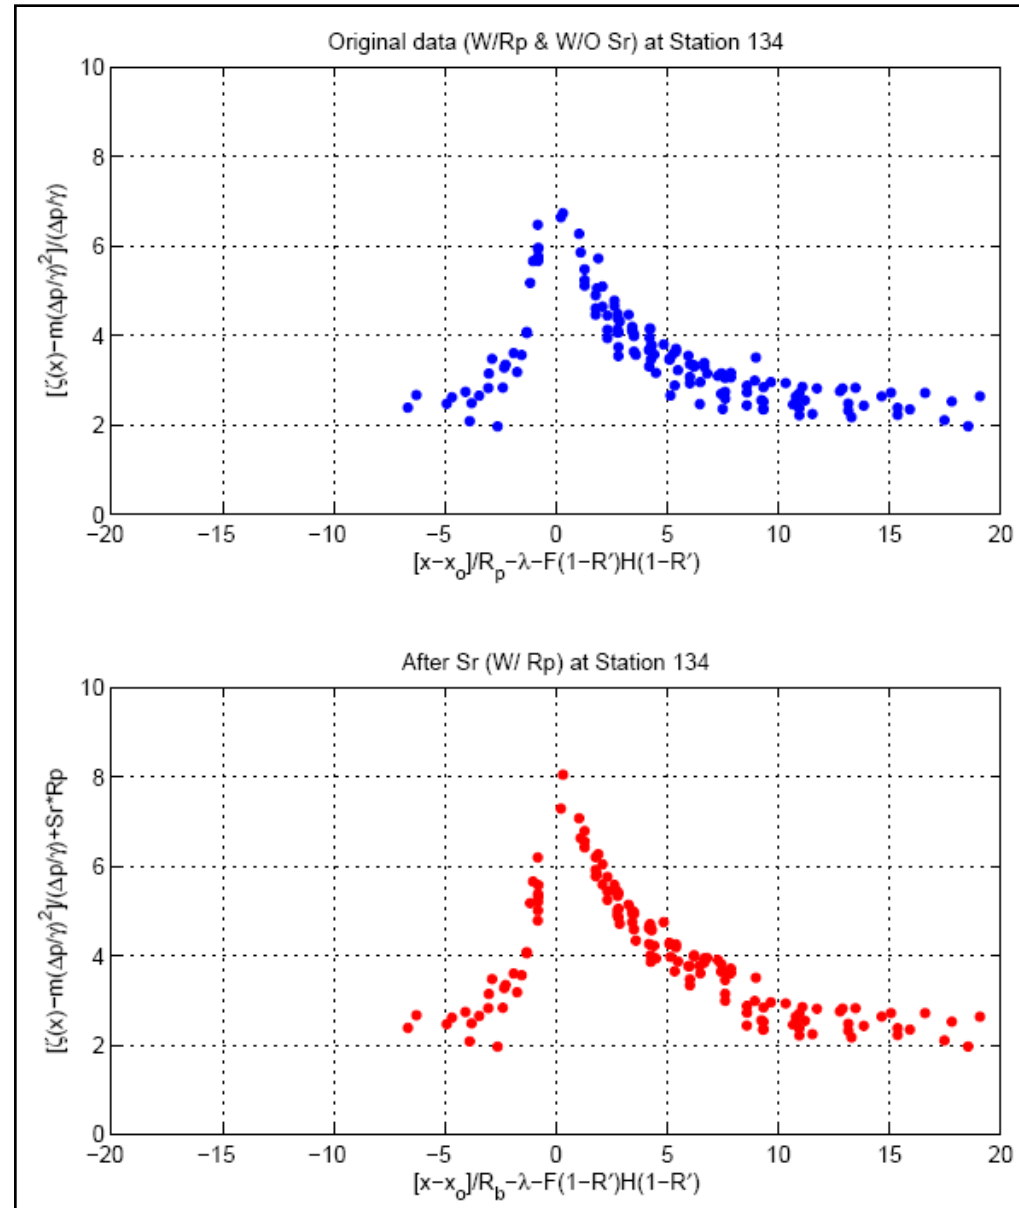 Original data (W/Rp & W/O Sr) at Station 134
[ζ(x)−m(Δp/γ)²]/(Δp/γ)
10
8
6
4
2
0
−20 −15 −10 −5 0 5 10 15 20
[x−xₒ]/Rₚ−λ−F(1−R′)H(1−R′)
After Sr (W/ Rp) at Station 134
[ζ(x)−m(Δp/γ)²]/(Δp/γ)+Sr*Rp
10
8
6
4
2
0
−20 −15 −10 −5 0 5 10 15 20
[x−xₒ]/R_b−λ−F(1−R′)H(1−R′)